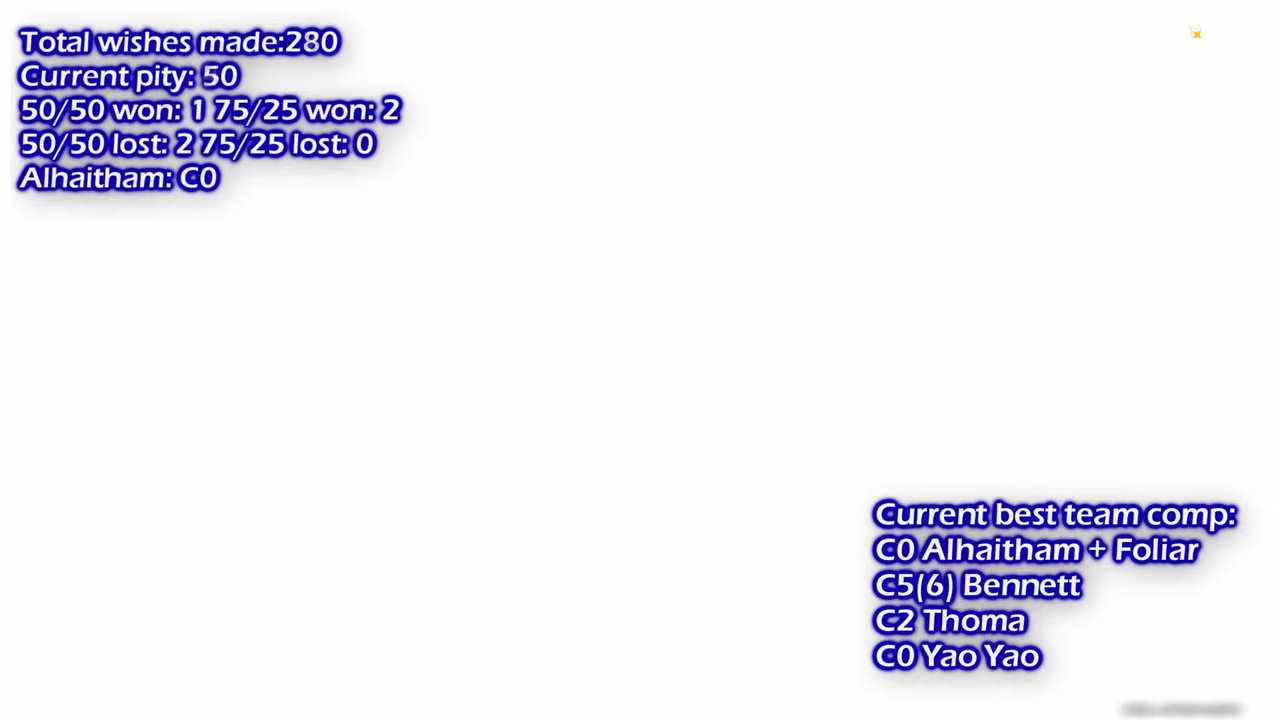 Total wishes made:280
Current pity: 50
50/50 won: 1 75/25 won: 2
50/50 lost: 2 75/25 lost: 0
Alhaitham: C0
Current best team comp:
C0 Alhaitham + Foliar
C5(6) Bennett
C2 Thoma
C0 Yao Yao